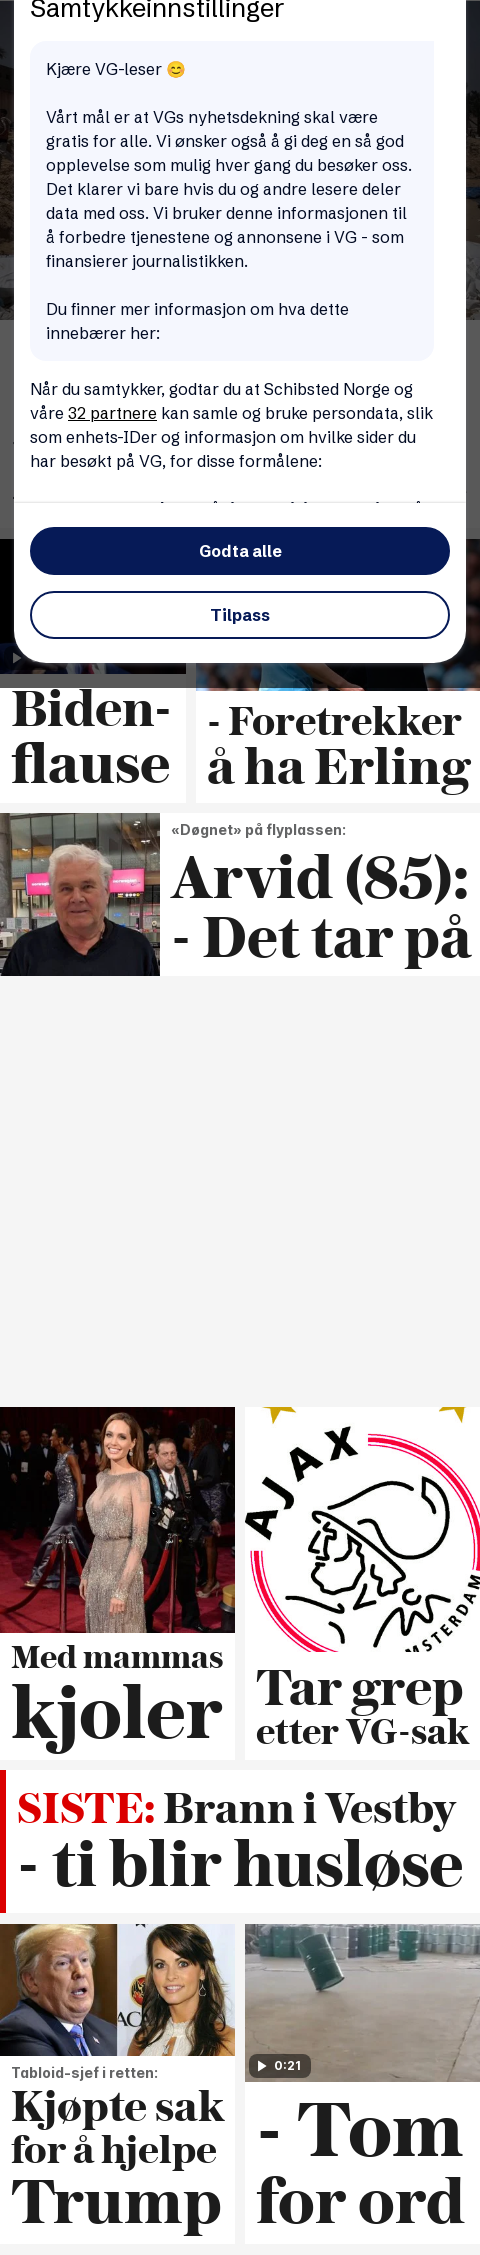 Samtykkeinnstillinger
Kjære VG-leser 😊
Vårt mål er at VGs nyhetsdekning skal være
gratis for alle. Vi ønsker også å gi deg en så god
opplevelse som mulig hver gang du besøker oss.
Det klarer vi bare hvis du og andre lesere deler
data med oss. Vi bruker denne informasjonen til
å forbedre tjenestene og annonsene i VG - som
finansierer journalistikken.
Du finner mer informasjon om hva dette
innebærer her:
Når du samtykker, godtar du at Schibsted Norge og
våre 32 partnere kan samle og bruke persondata, slik
som enhets-IDer og informasjon om hvilke sider du
har besøkt på VG, for disse formålene:
Godta alle
Tilpass
Biden-
flause
- Foretrekker
å ha Erling
«Døgnet» på flyplassen:
Arvid (85):
- Det tar på
AJAX
AMSTERDAM
Med mammas
kjoler
Tar grep
etter VG-sak
SISTE: Brann i Vestby
- ti blir husløse
Tabloid-sjef i retten:
Kjøpte sak
for å hjelpe
Trump
0:21
- Tom
for ord